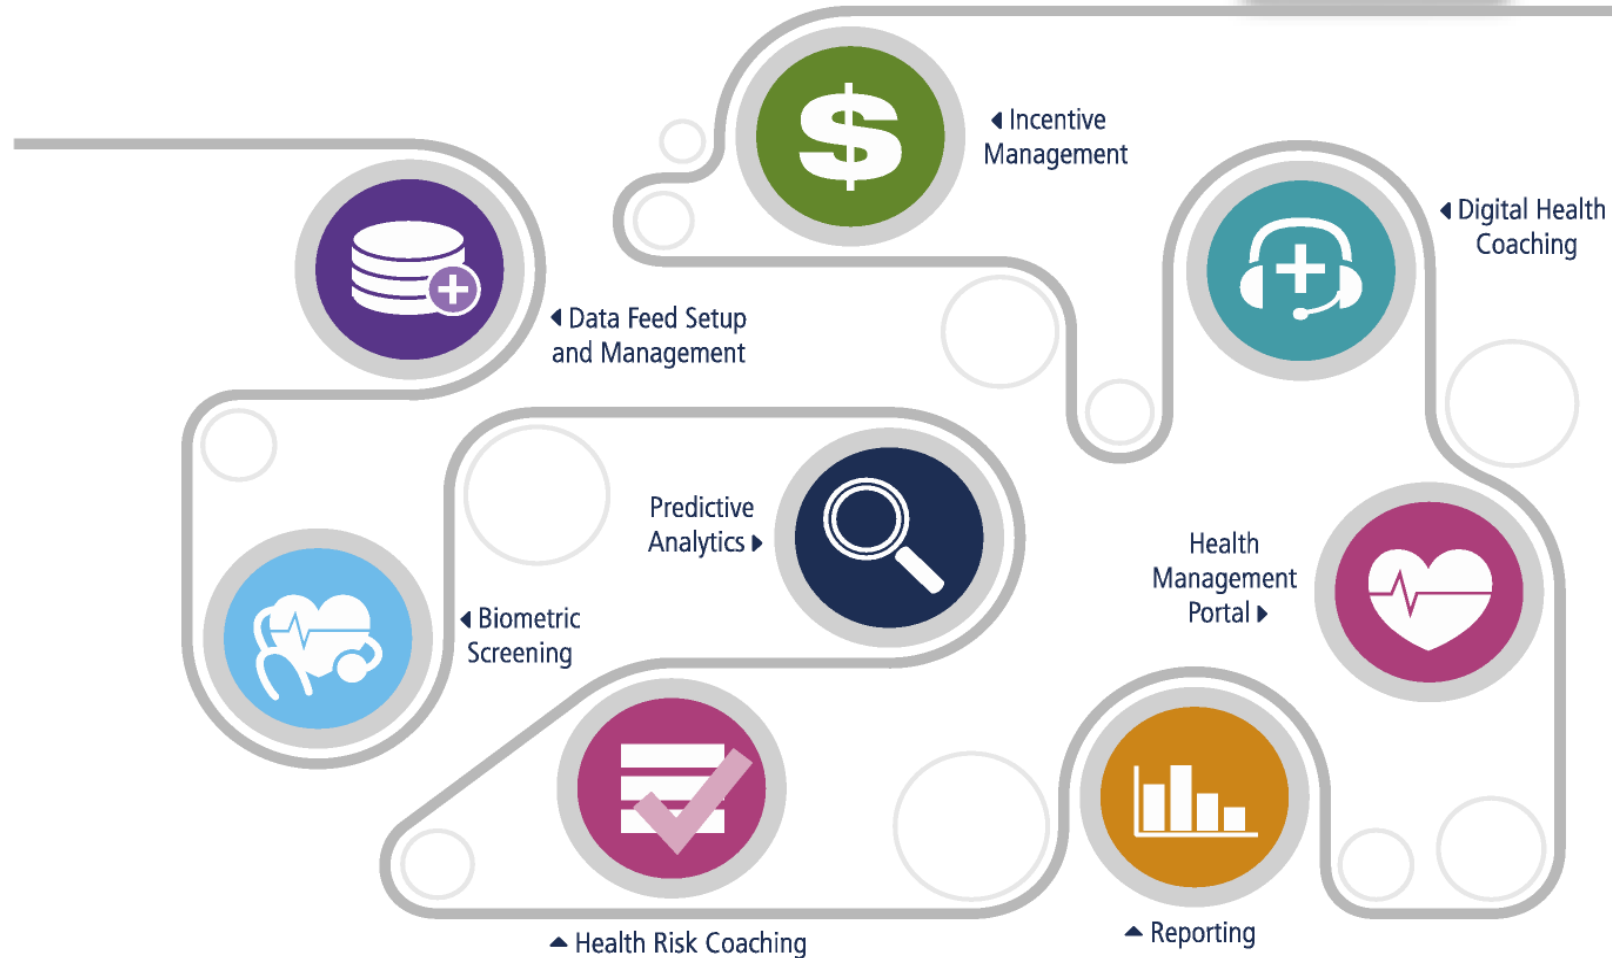 Incentive
Management
Digital Health
Coaching
Data Feed Setup
and Management
Predictive
Analytics
Health
Management
Portal
Biometric
Screening
Health Risk Coaching
Reporting